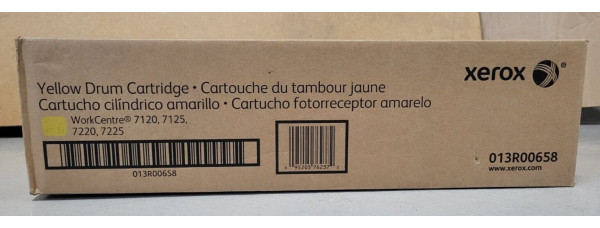 Yellow Drum Cartridge • Cartouche du tambour jaune
Cartucho cilíndrico amarillo • Cartucho fotorreceptor amarelo
WorkCentre® 7120, 7125,
7220, 7225
013R00658
xerox
013R00658
www.xerox.com